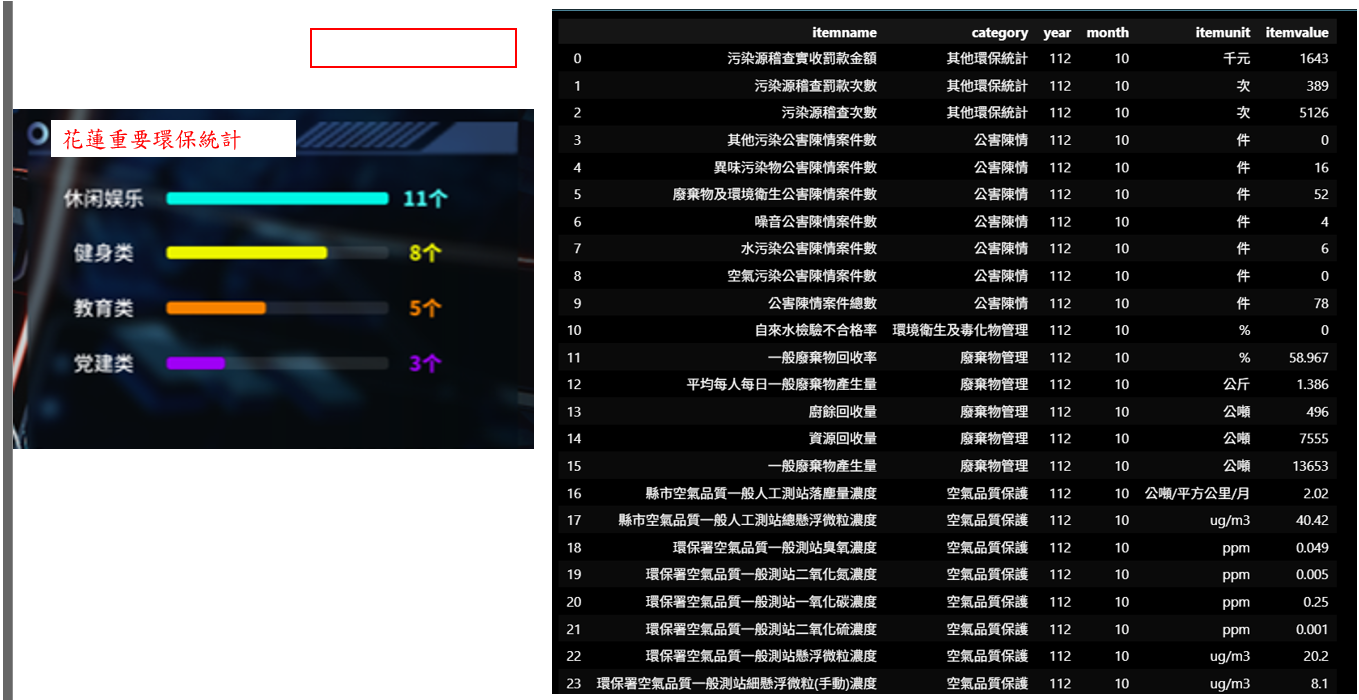 花蓮重要環保統計
休闲娱乐 11个
健身类 8个
教育类 5个
党建类 3个
itemname category year month itemunit itemvalue
0 污染源稽查實收罰款金額 其他環保統計 112 10 千元 1643
1 污染源稽查罰款次數 其他環保統計 112 10 次 389
2 污染源稽查次數 其他環保統計 112 10 次 5126
3 其他污染公害陳情案件數 公害陳情 112 10 件 0
4 異味污染物公害陳情案件數 公害陳情 112 10 件 16
5 廢棄物及環境衛生公害陳情案件數 公害陳情 112 10 件 52
6 噪音公害陳情案件數 公害陳情 112 10 件 4
7 水污染公害陳情案件數 公害陳情 112 10 件 6
8 空氣污染公害陳情案件數 公害陳情 112 10 件 0
9 公害陳情案件總數 公害陳情 112 10 件 78
10 自來水檢驗不合格率 環境衛生及毒化物管理 112 10 % 0
11 一般廢棄物回收率 廢棄物管理 112 10 % 58.967
12 平均每人每日一般廢棄物產生量 廢棄物管理 112 10 公斤 1.386
13 廚餘回收量 廢棄物管理 112 10 公噸 496
14 資源回收量 廢棄物管理 112 10 公噸 7555
15 一般廢棄物產生量 廢棄物管理 112 10 公噸 13653
16 縣市空氣品質一般人工測站落塵量濃度 空氣品質保護 112 10 公噸/平方公里/月 2.02
17 縣市空氣品質一般人工測站總懸浮微粒濃度 空氣品質保護 112 10 ug/m3 40.42
18 環保署空氣品質一般測站臭氧濃度 空氣品質保護 112 10 ppm 0.049
19 環保署空氣品質一般測站二氧化氮濃度 空氣品質保護 112 10 ppm 0.005
20 環保署空氣品質一般測站一氧化碳濃度 空氣品質保護 112 10 ppm 0.25
21 環保署空氣品質一般測站二氧化硫濃度 空氣品質保護 112 10 ppm 0.001
22 環保署空氣品質一般測站懸浮微粒濃度 空氣品質保護 112 10 ug/m3 20.2
23 環保署空氣品質一般測站細懸浮微粒(手動)濃度 空氣品質保護 112 10 ug/m3 8.1